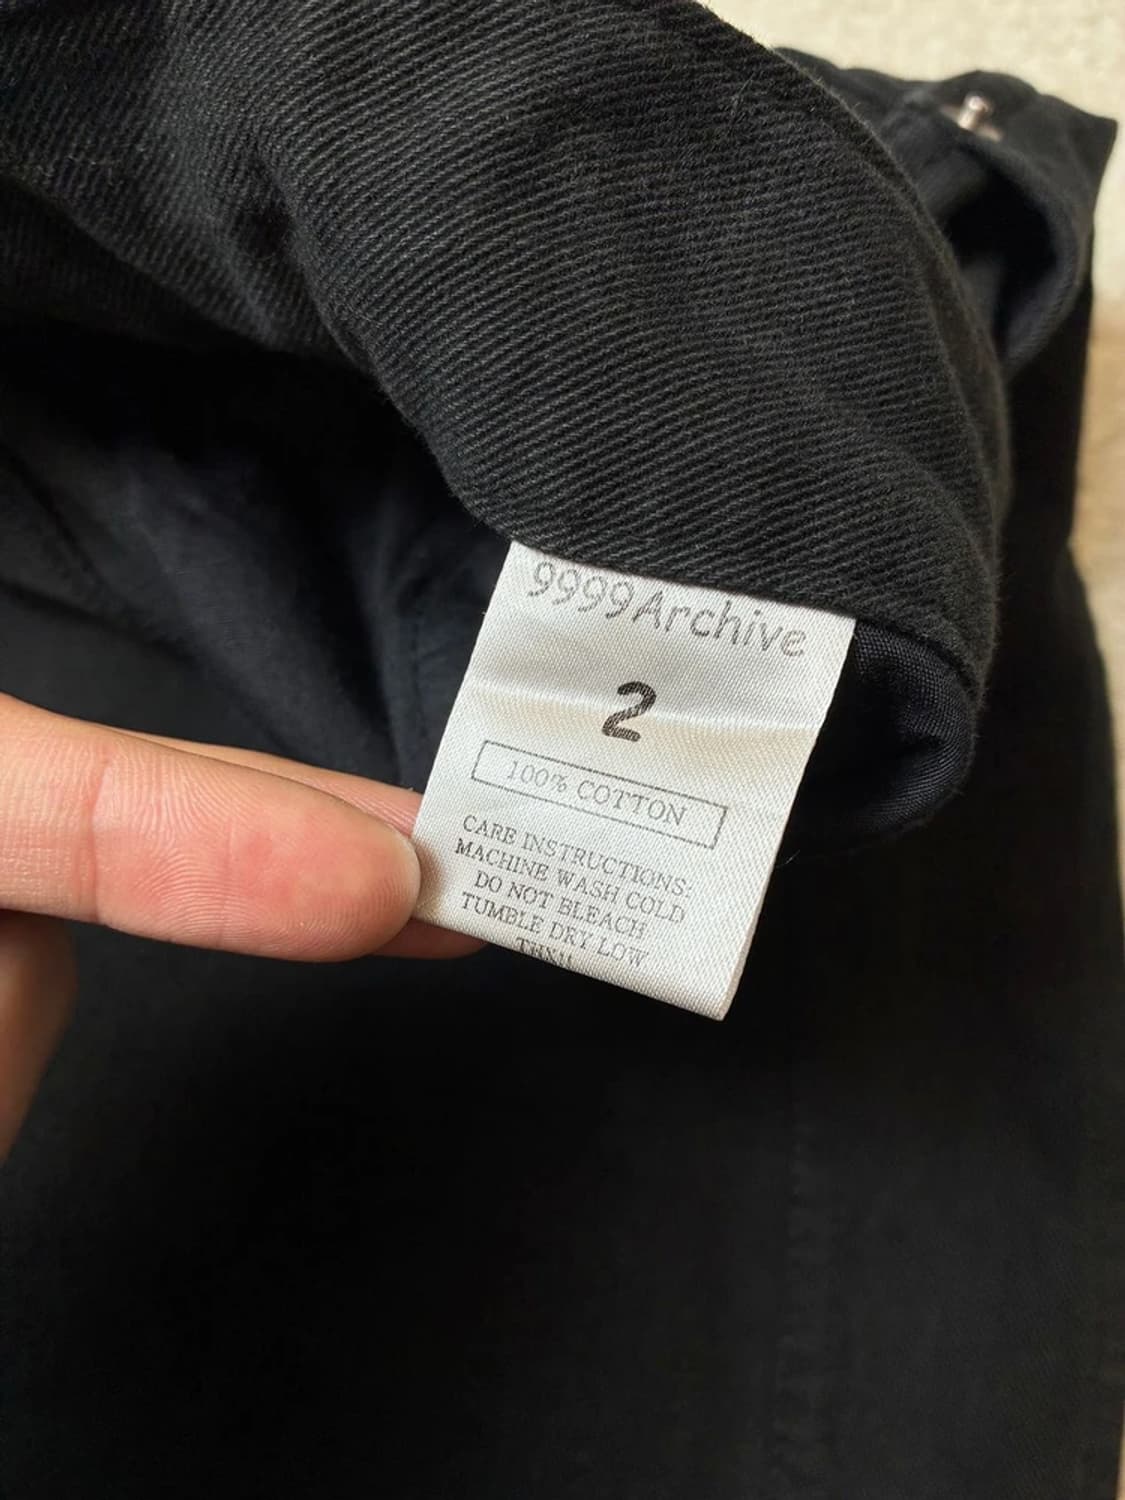 9999Archive
2
100% COTTON
CARE INSTRUCTIONS:
MACHINE WASH COLD
DO NOT BLEACH
TUMBLE DRY LOW